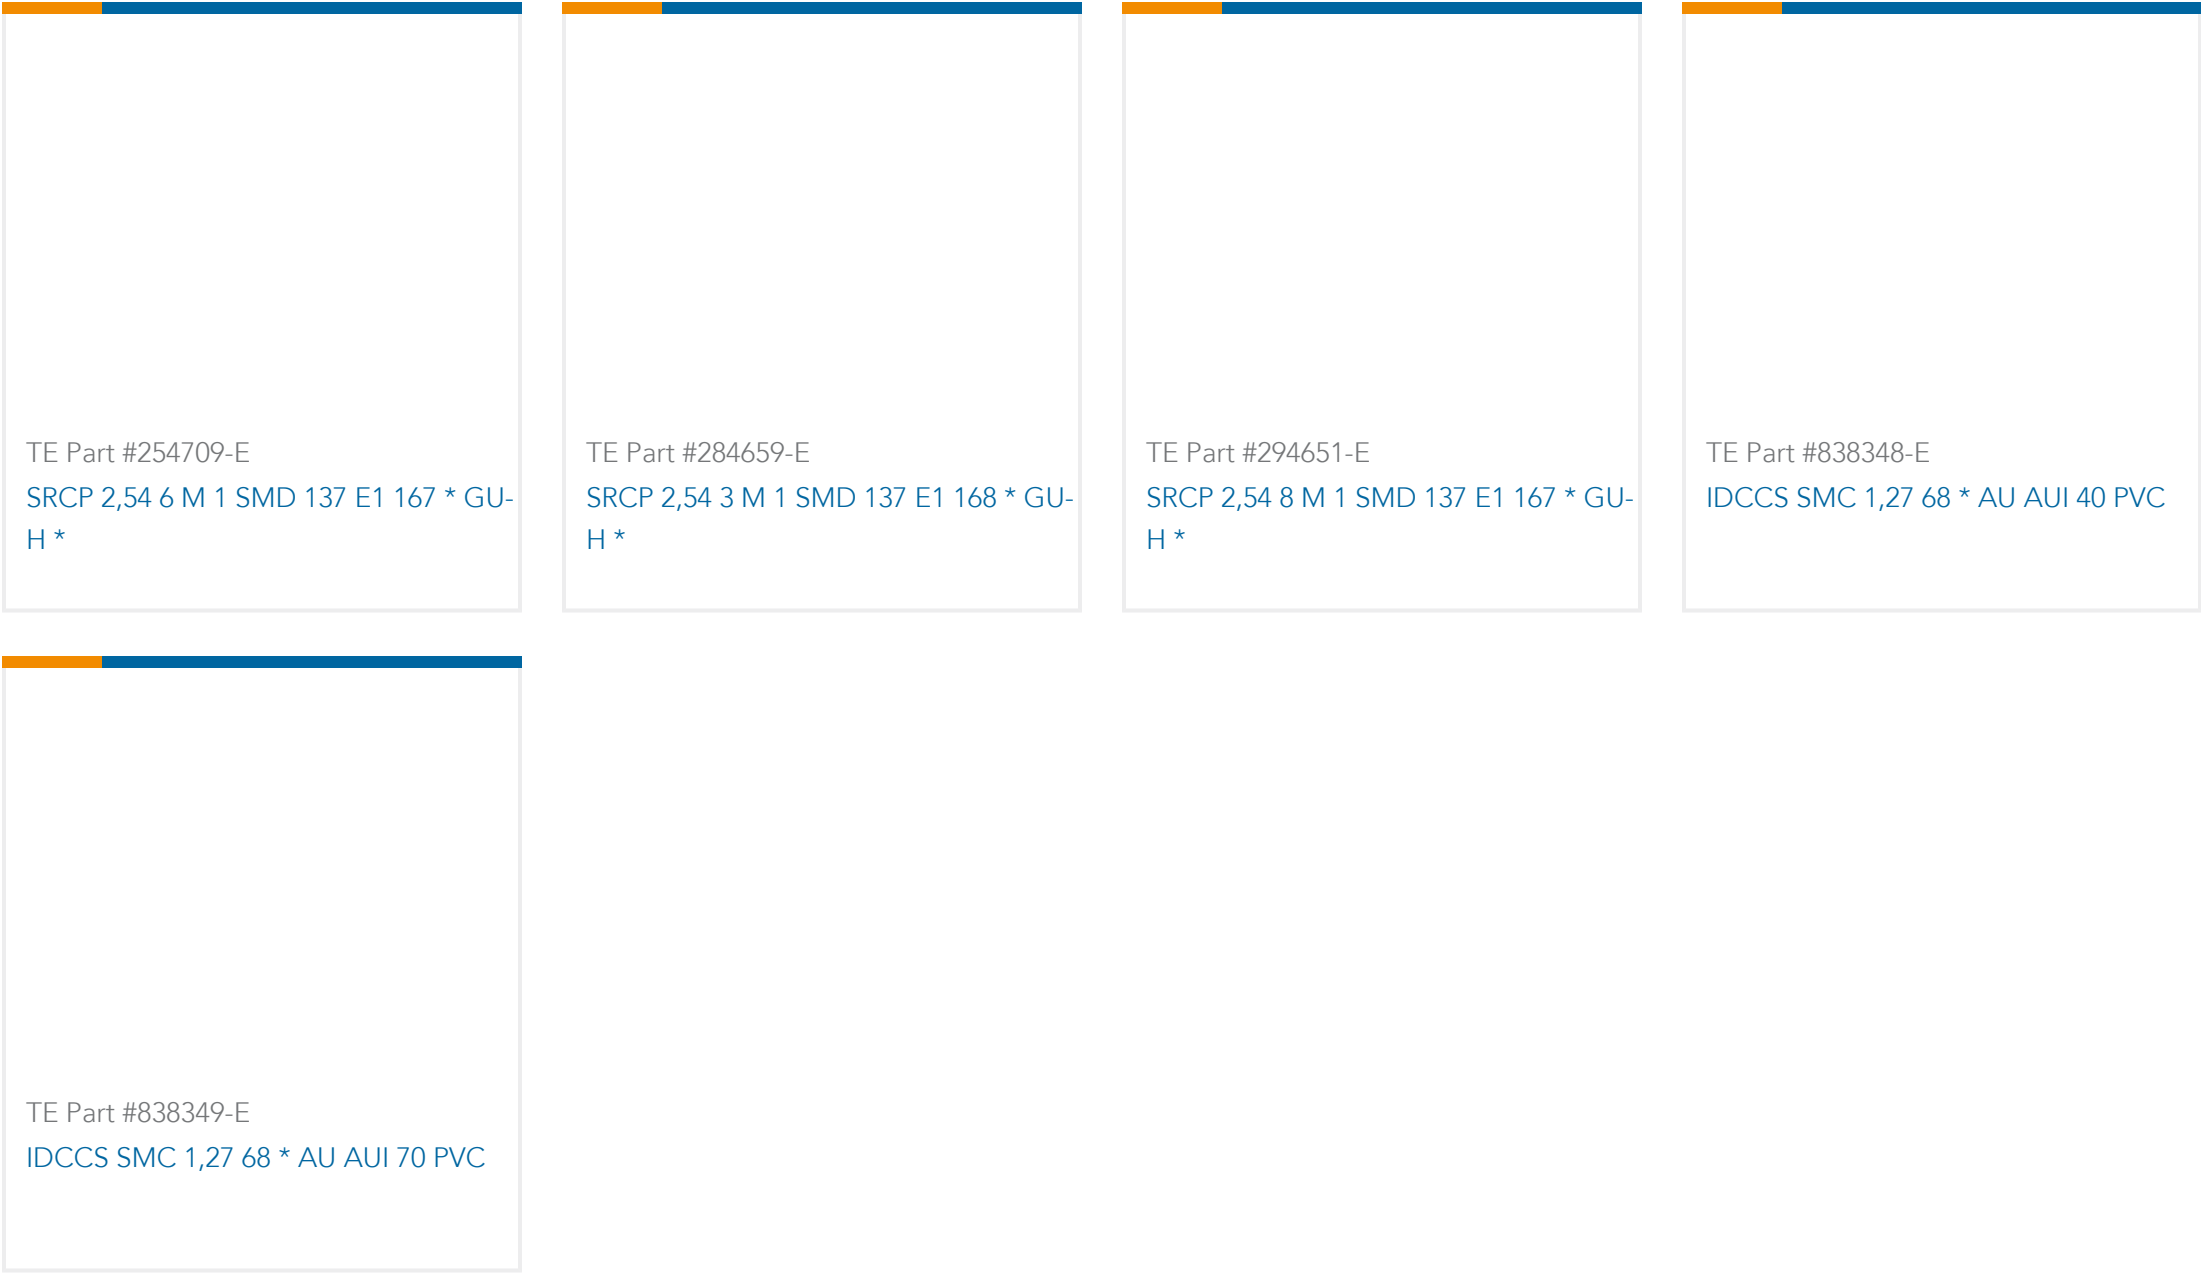 TE Part #254709-E
SRCP 2,54 6 M 1 SMD 137 E1 167 * GU-
H *
TE Part #284659-E
SRCP 2,54 3 M 1 SMD 137 E1 168 * GU-
H *
TE Part #294651-E
SRCP 2,54 8 M 1 SMD 137 E1 167 * GU-
H *
TE Part #838348-E
IDCCS SMC 1,27 68 * AU AUI 40 PVC
TE Part #838349-E
IDCCS SMC 1,27 68 * AU AUI 70 PVC